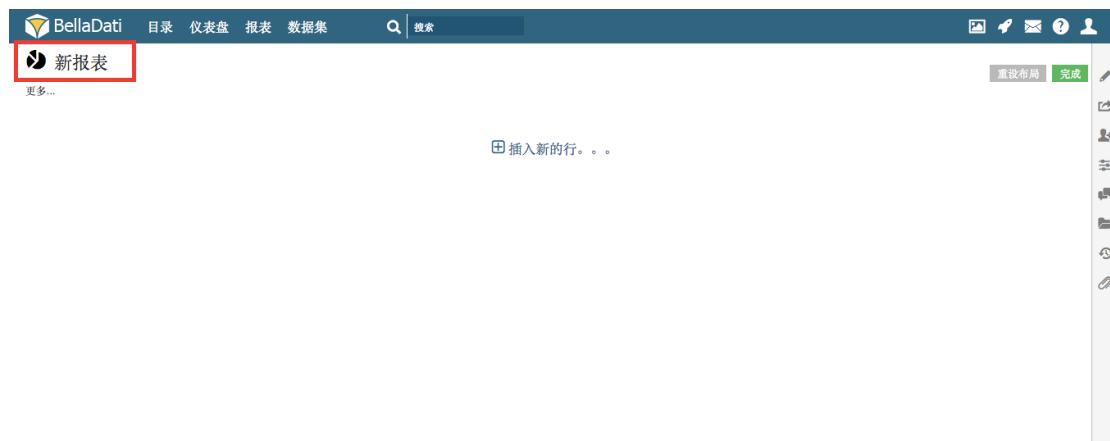 BellaDati 目录 仪表盘 报表 数据集 搜索
新报表
重设布局 完成
更多...
插入新的行。。。